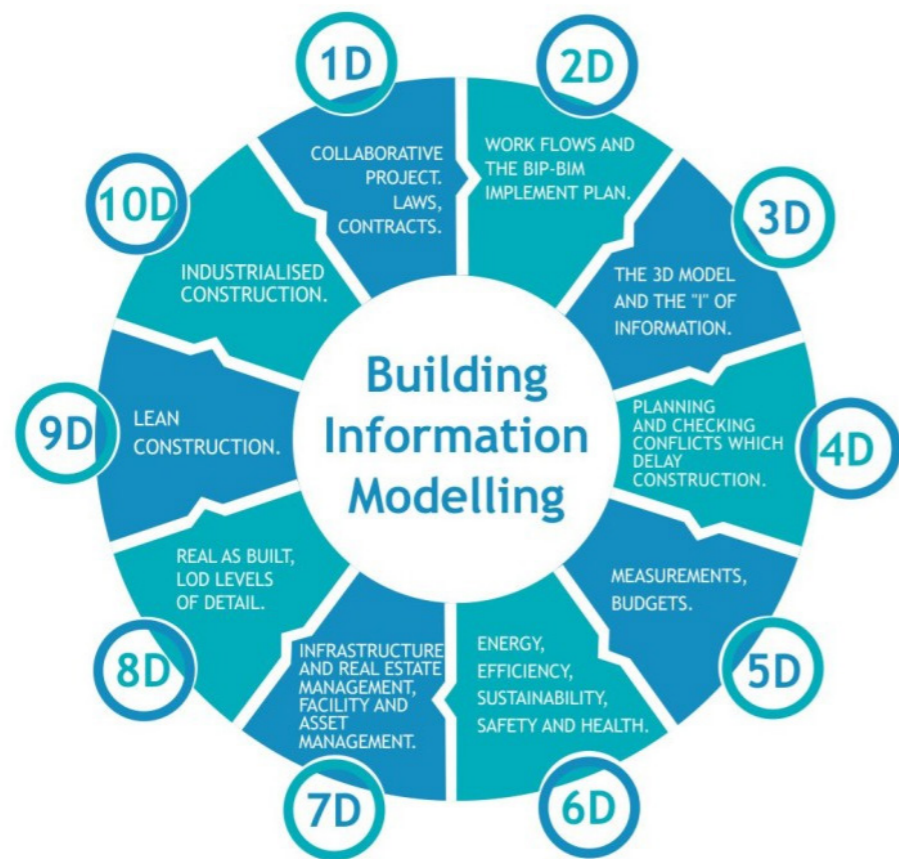 1D
COLLABORATIVE
PROJECT.
LAWS,
CONTRACTS.
2D
WORK FLOWS AND
THE BIP-BIM
IMPLEMENT PLAN.
3D
THE 3D MODEL
AND THE "I" OF
INFORMATION.
4D
PLANNING
AND CHECKING
CONFLICTS WHICH
DELAY
CONSTRUCTION.
5D
MEASUREMENTS,
BUDGETS.
6D
ENERGY,
EFFICIENCY,
SUSTAINABILITY,
SAFETY AND HEALTH.
7D
INFRASTRUCTURE
AND REAL ESTATE
MANAGEMENT,
FACILITY AND
ASSET
MANAGEMENT.
8D
REAL AS BUILT,
LOD LEVELS
OF DETAIL.
9D
LEAN
CONSTRUCTION.
10D
INDUSTRIALISED
CONSTRUCTION.
Building
Information
Modelling